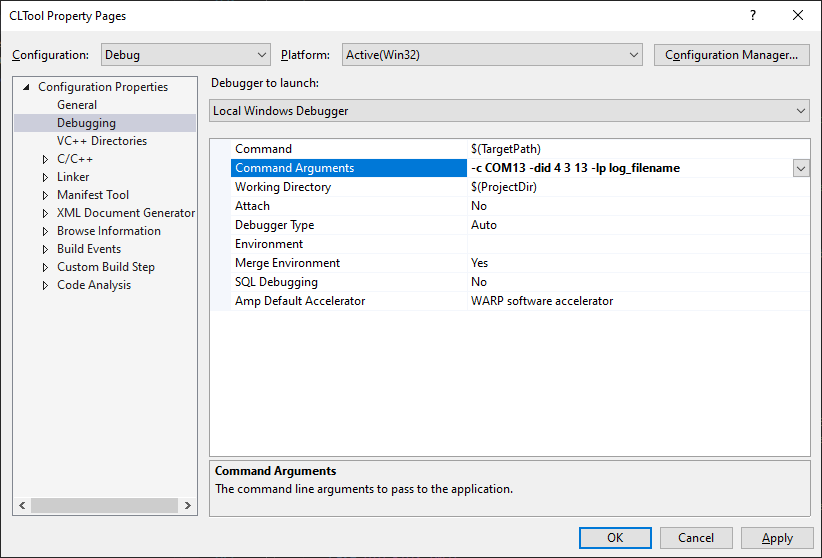 CLTool Property Pages
Configuration: Debug Platform: Active(Win32) Configuration Manager...
Configuration Properties
General
Debugging
VC++ Directories
C/C++
Linker
Manifest Tool
XML Document Generator
Browse Information
Build Events
Custom Build Step
Code Analysis
Debugger to launch:
Local Windows Debugger
Command $(TargetPath)
Command Arguments -c COM13 -did 4 3 13 -lp log_filename
Working Directory $(ProjectDir)
Attach No
Debugger Type Auto
Environment
Merge Environment Yes
SQL Debugging No
Amp Default Accelerator WARP software accelerator
Command Arguments
The command line arguments to pass to the application.
OK Cancel Apply